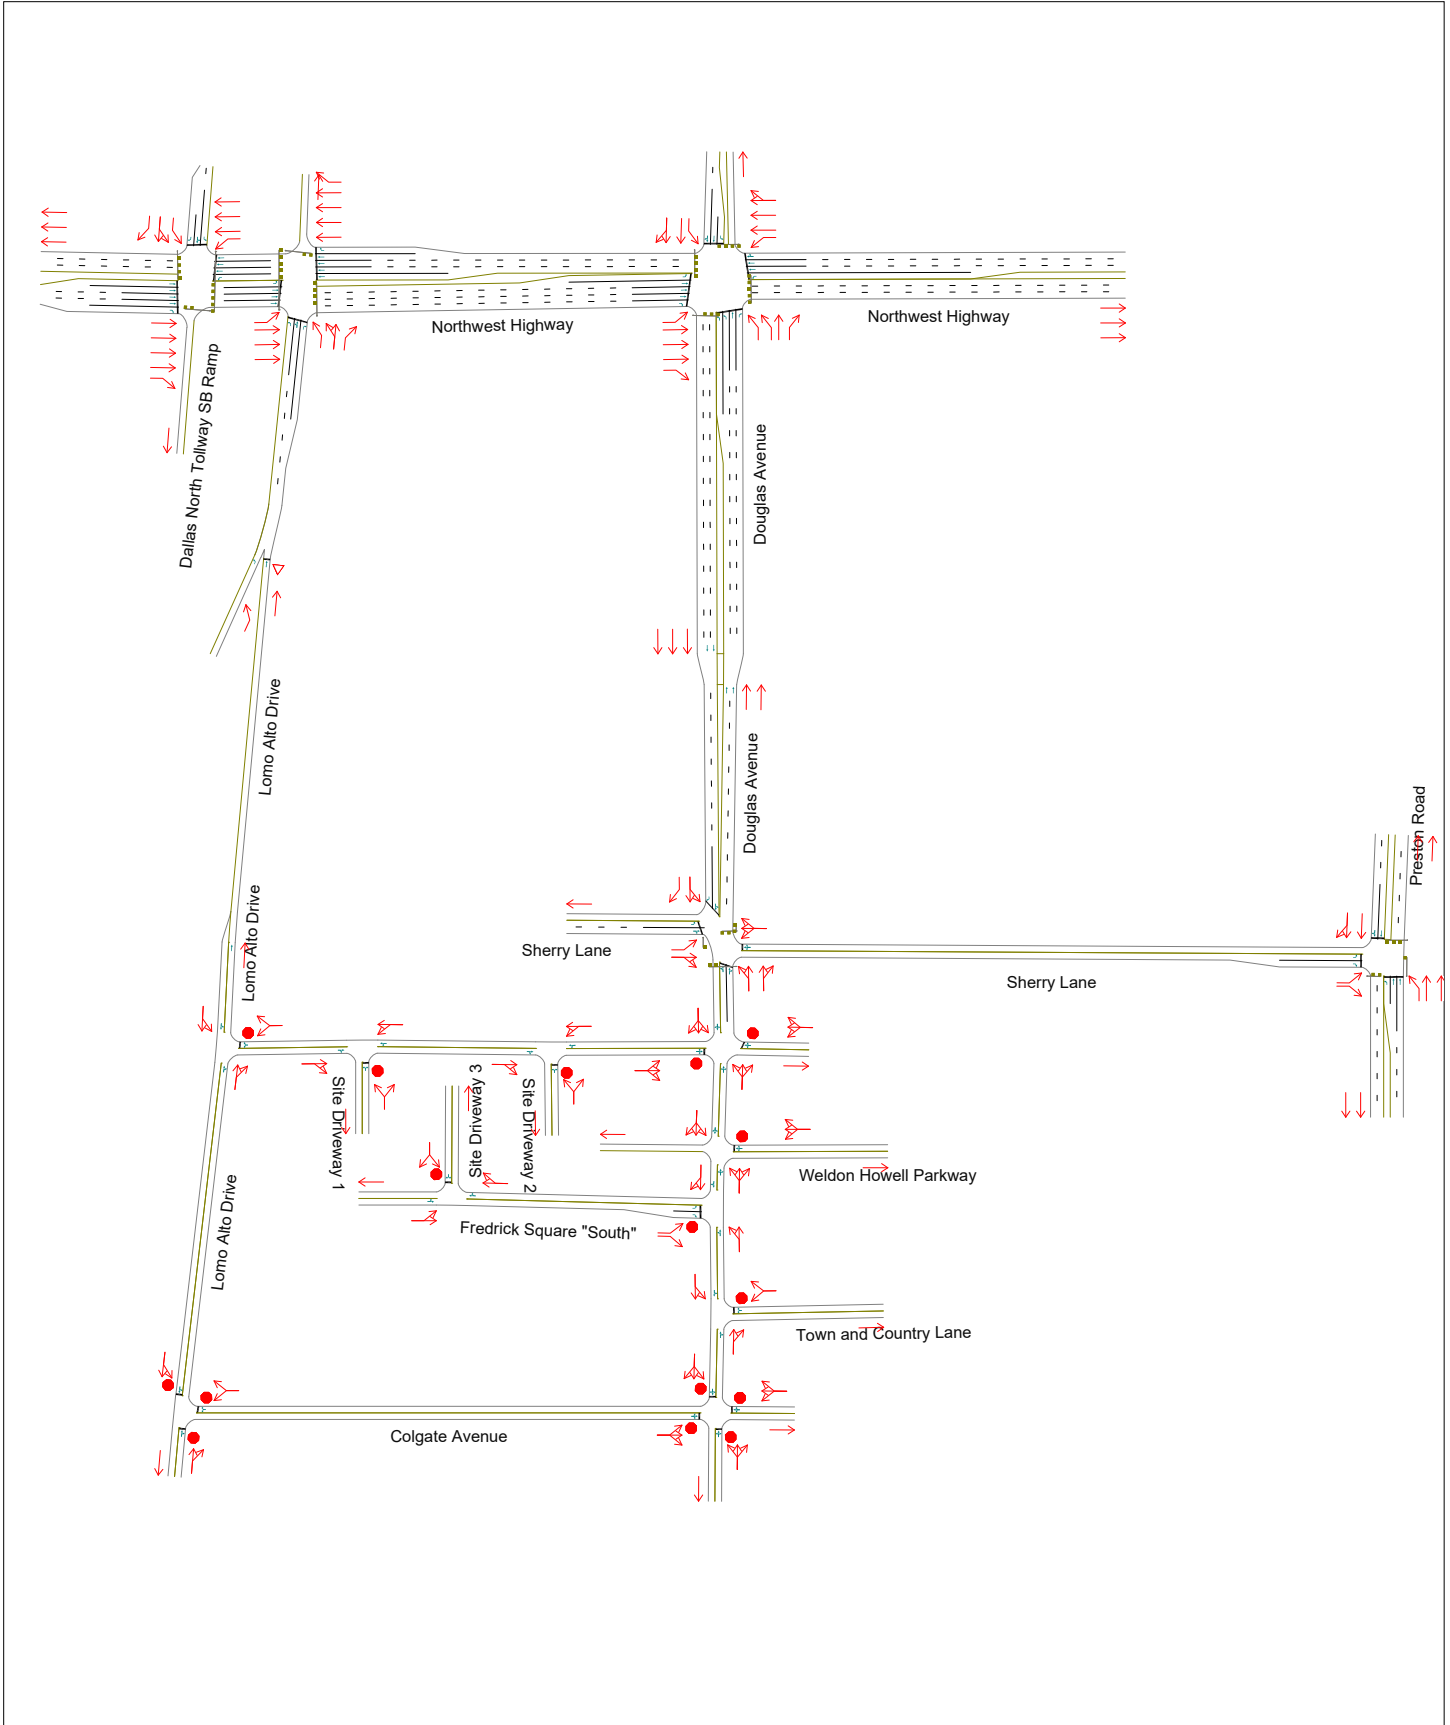 Northwest Highway
Northwest Highway
Dallas North Tollway SB Ramp
Douglas Avenue
Lomo Alto Drive
Douglas Avenue
Preston Road
Lomo Alto Drive
Sherry Lane
Sherry Lane
Site Driveway 1
Site Driveway 3
Site Driveway 2
Weldon Howell Parkway
Lomo Alto Drive
Fredrick Square "South"
Town and Country Lane
Colgate Avenue